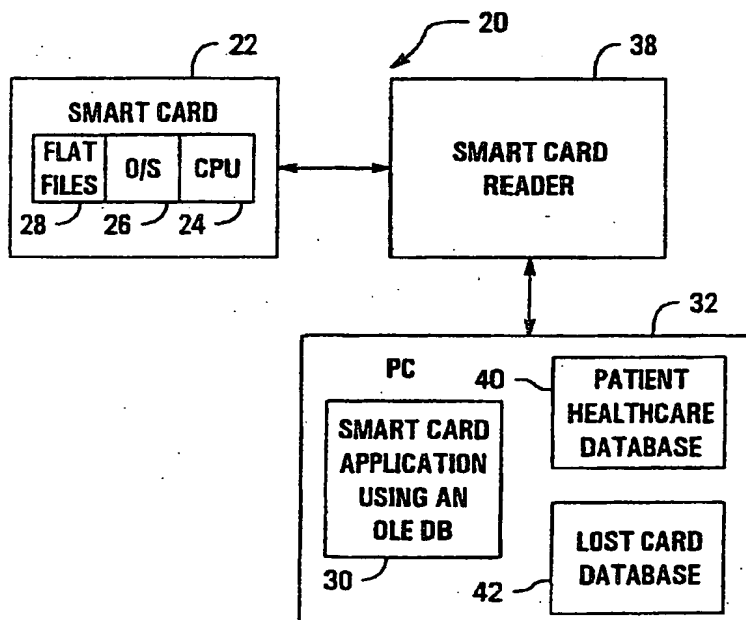 20
22
38
SMART CARD
FLAT
FILES
O/S
CPU
28
26
24
SMART CARD
READER
32
PC
40
PATIENT
HEALTHCARE
DATABASE
SMART CARD
APPLICATION
USING AN
OLE DB
30
LOST CARD
DATABASE
42